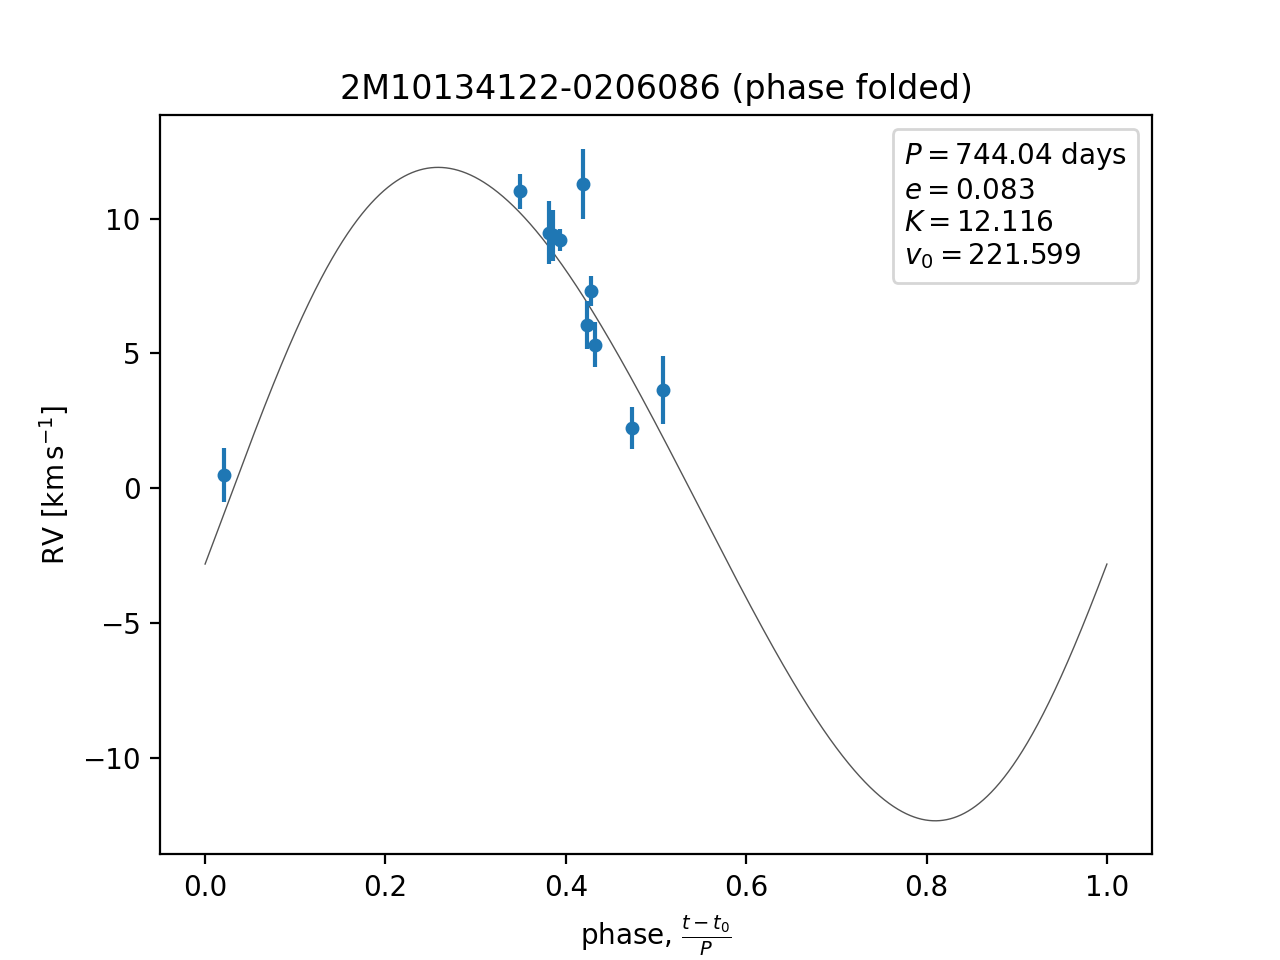 2M10134122-0206086 (phase folded)
P = 744.04 days
e = 0.083
K = 12.116
v₀ = 221.599
10
5
0
−5
−10
RV [km s⁻¹]
0.0 0.2 0.4 0.6 0.8 1.0
phase, (t − t₀)/P